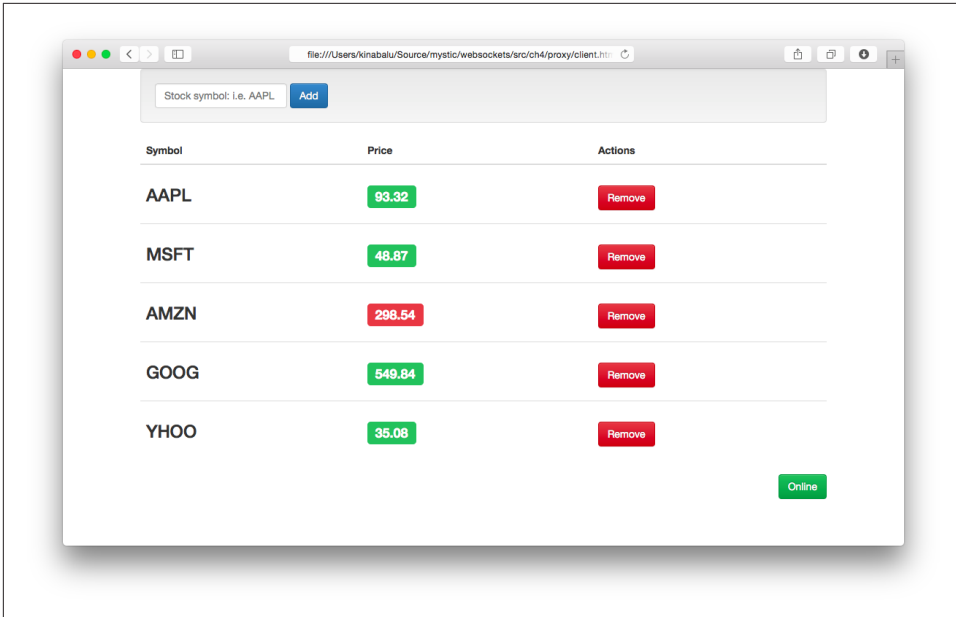 file:///Users/kinabalu/Source/mystic/websockets/src/ch4/proxy/client.htm
Stock symbol: i.e. AAPL Add
Symbol Price Actions
AAPL 93.32 Remove
MSFT 48.87 Remove
AMZN 298.54 Remove
GOOG 549.84 Remove
YHOO 35.08 Remove
Online